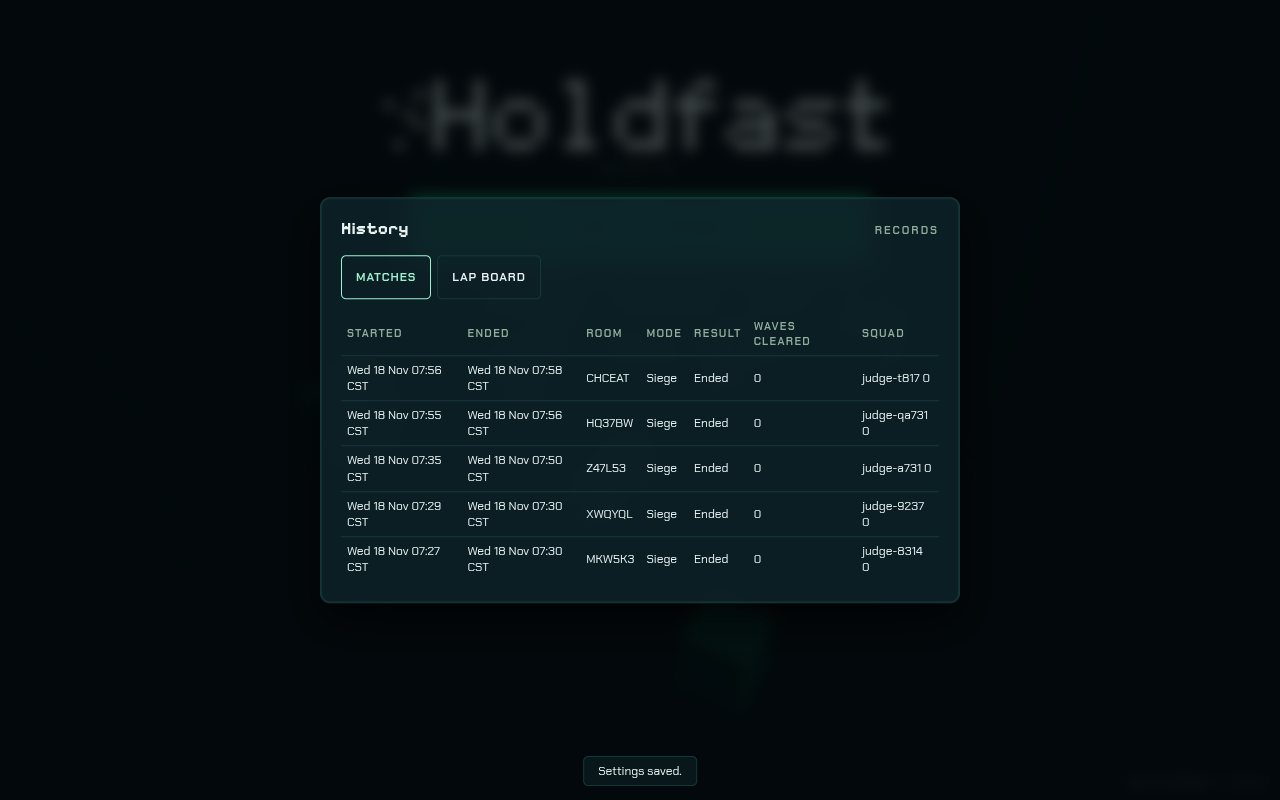 Holdfast
History
RECORDS
MATCHES LAP BOARD
STARTED ENDED ROOM MODE RESULT WAVES CLEARED SQUAD
Wed 18 Nov 07:56 CST Wed 18 Nov 07:58 CST CHCEAT Siege Ended 0 judge-t817 0
Wed 18 Nov 07:55 CST Wed 18 Nov 07:56 CST HQ37BW Siege Ended 0 judge-qa731 0
Wed 18 Nov 07:35 CST Wed 18 Nov 07:50 CST Z47L53 Siege Ended 0 judge-a731 0
Wed 18 Nov 07:29 CST Wed 18 Nov 07:30 CST XWQYQL Siege Ended 0 judge-9237 0
Wed 18 Nov 07:27 CST Wed 18 Nov 07:30 CST MKW5K3 Siege Ended 0 judge-8314 0
Settings saved.